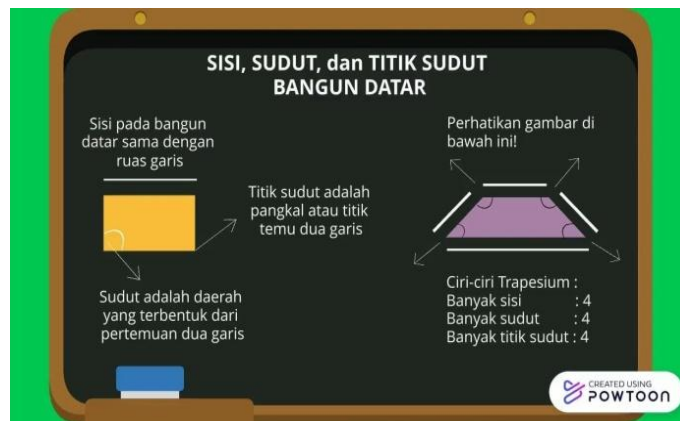 SISI, SUDUT, dan TITIK SUDUT
BANGUN DATAR
Sisi pada bangun
datar sama dengan
ruas garis
Titik sudut adalah
pangkal atau titik
temu dua garis
Sudut adalah daerah
yang terbentuk dari
pertemuan dua garis
Perhatikan gambar di
bawah ini!
Ciri-ciri Trapesium :
Banyak sisi : 4
Banyak sudut : 4
Banyak titik sudut : 4
CREATED USING
POWTOON